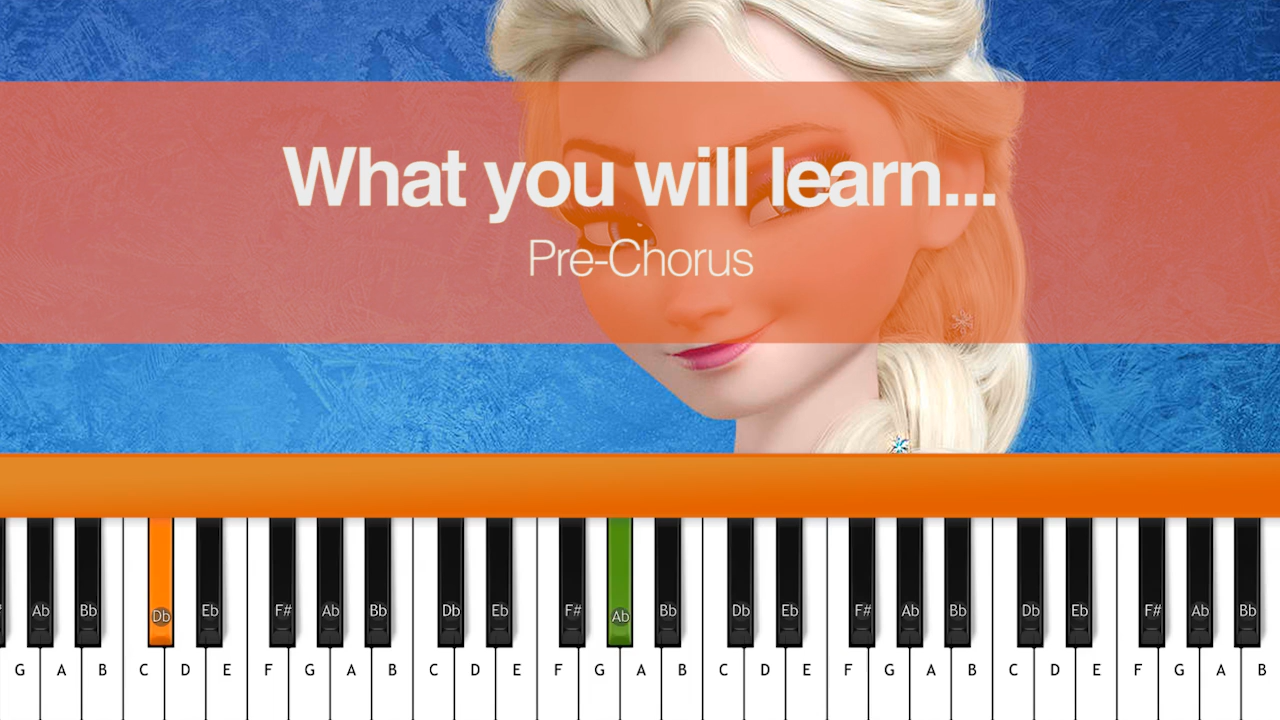 What you will learn...
Pre-Chorus
Ab Bb Db Eb F# Ab Bb Db Eb F# Ab Bb Db Eb F# Ab Bb Db Eb F# Ab Bb
G A B C D E F G A B C D E F G A B C D E F G A B C D E F G A B